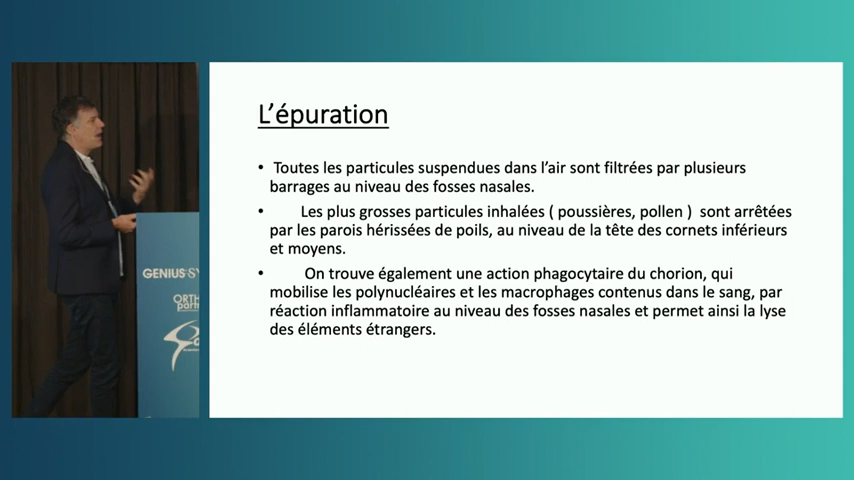 L'épuration
• Toutes les particules suspendues dans l'air sont filtrées par plusieurs
barrages au niveau des fosses nasales.
• Les plus grosses particules inhalées ( poussières, pollen ) sont arrêtées
par les parois hérissées de poils, au niveau de la tête des cornets inférieurs
et moyens.
• On trouve également une action phagocytaire du chorion, qui
mobilise les polynucléaires et les macrophages contenus dans le sang, par
réaction inflammatoire au niveau des fosses nasales et permet ainsi la lyse
des éléments étrangers.
GENIUS
ORTH